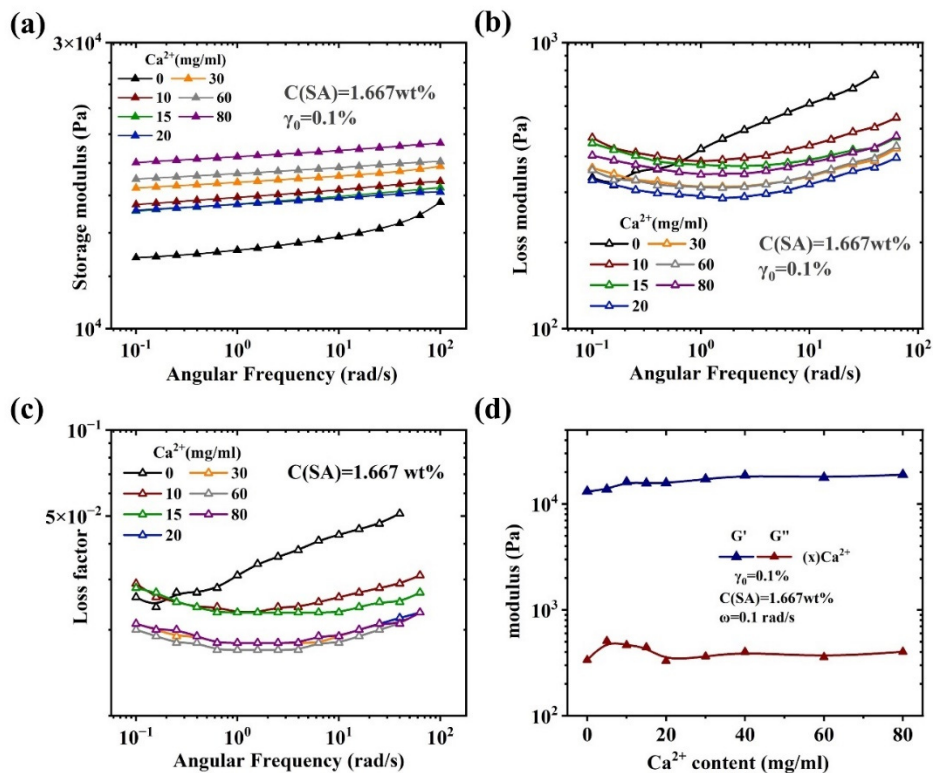 (a)
3×10⁴
Ca²⁺(mg/ml)
0 30
10 60
15 80
20
C(SA)=1.667wt%
γ₀=0.1%
Storage modulus (Pa)
10⁴
10⁻¹ 10⁰ 10¹ 10²
Angular Frequency (rad/s)
(b)
10³
Loss modulus (Pa)
Ca²⁺(mg/ml)
0 30
10 60
15 80
20
C(SA)=1.667wt%
γ₀=0.1%
10²
10⁻¹ 10⁰ 10¹ 10²
Angular Frequency (rad/s)
(c)
10⁻¹
Ca²⁺(mg/ml)
0 30
10 60
15 80
20
C(SA)=1.667 wt%
5×10⁻²
Loss factor
10⁻¹ 10⁰ 10¹ 10²
Angular Frequency (rad/s)
(d)
10⁵
10⁴
10³
10²
modulus (Pa)
G' G''
(x)Ca²⁺
γ₀=0.1%
C(SA)=1.667wt%
ω=0.1 rad/s
0 20 40 60 80
Ca²⁺ content (mg/ml)